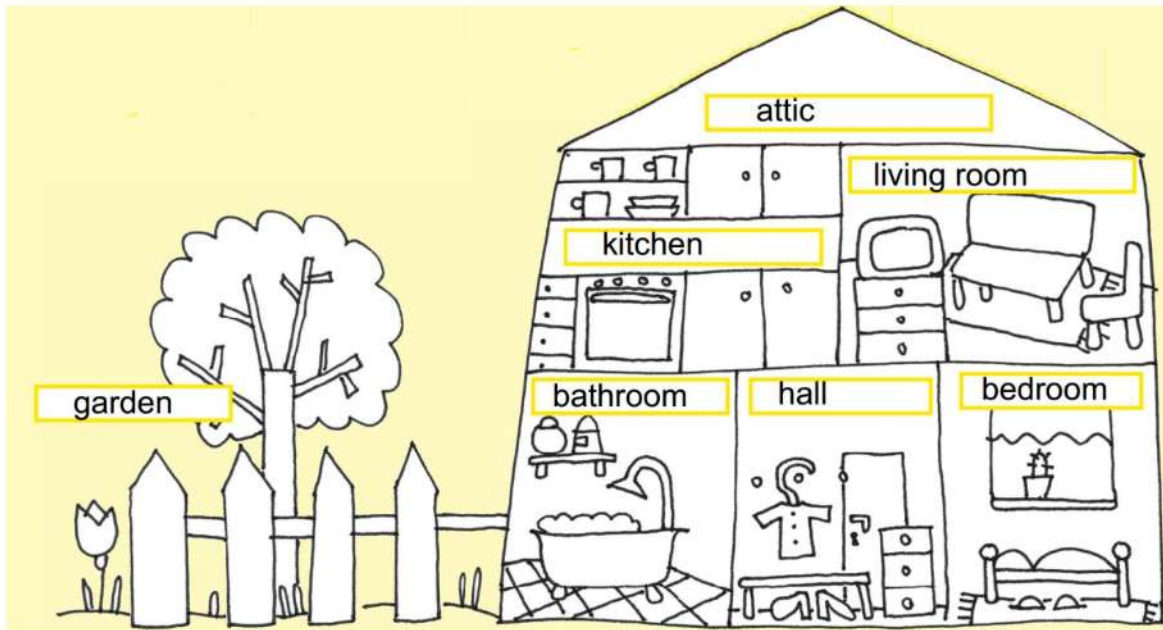 attic
living room
kitchen
garden
bathroom
hall
bedroom